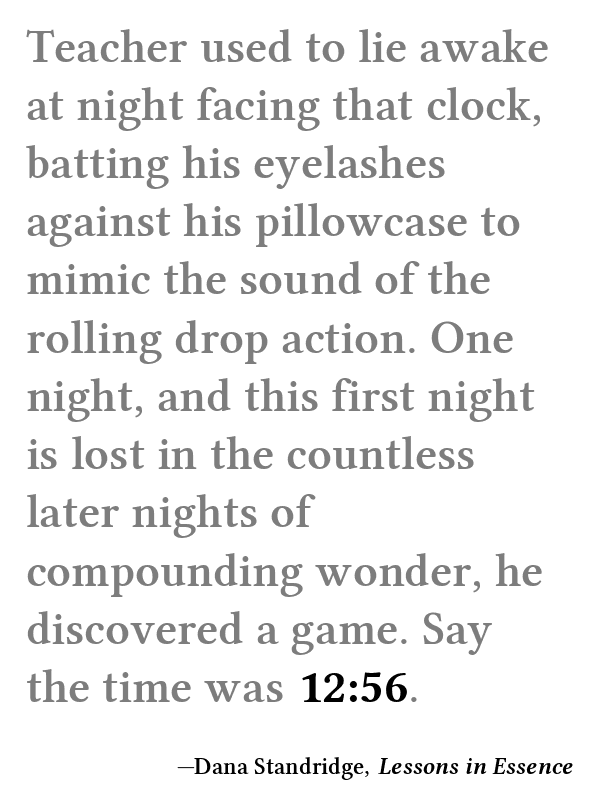 Teacher used to lie awake
at night facing that clock,
batting his eyelashes
against his pillowcase to
mimic the sound of the
rolling drop action. One
night, and this first night
is lost in the countless
later nights of
compounding wonder, he
discovered a game. Say
the time was 12:56.
—Dana Standridge, Lessons in Essence